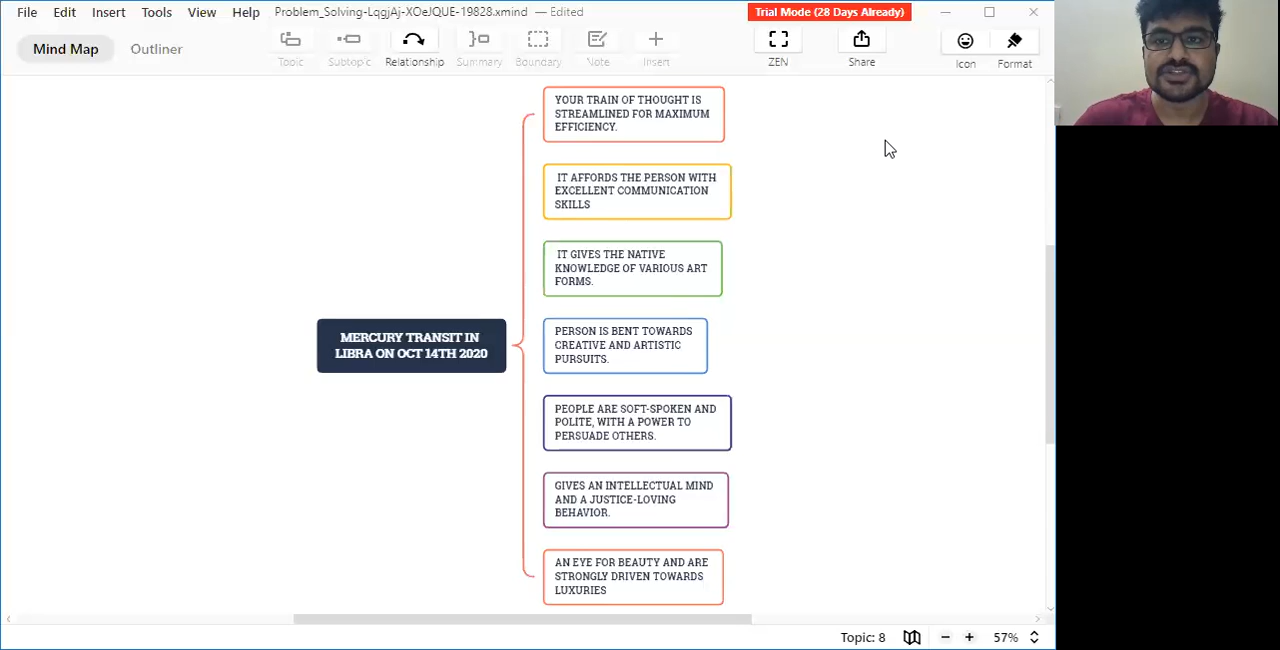 File Edit Insert Tools View Help Problem_Solving-LqgjAj-XOeJQUE-19828.xmind — Edited Trial Mode (28 Days Already)
Mind Map Outliner
Topic Subtopic Relationship Summary Boundary Note Insert ZEN Share Icon Format
YOUR TRAIN OF THOUGHT IS
STREAMLINED FOR MAXIMUM
EFFICIENCY.
IT AFFORDS THE PERSON WITH
EXCELLENT COMMUNICATION
SKILLS
IT GIVES THE NATIVE
KNOWLEDGE OF VARIOUS ART
FORMS.
MERCURY TRANSIT IN
LIBRA ON OCT 14TH 2020
PERSON IS BENT TOWARDS
CREATIVE AND ARTISTIC
PURSUITS.
PEOPLE ARE SOFT-SPOKEN AND
POLITE, WITH A POWER TO
PERSUADE OTHERS.
GIVES AN INTELLECTUAL MIND
AND A JUSTICE-LOVING
BEHAVIOR.
AN EYE FOR BEAUTY AND ARE
STRONGLY DRIVEN TOWARDS
LUXURIES
Topic: 8 57%